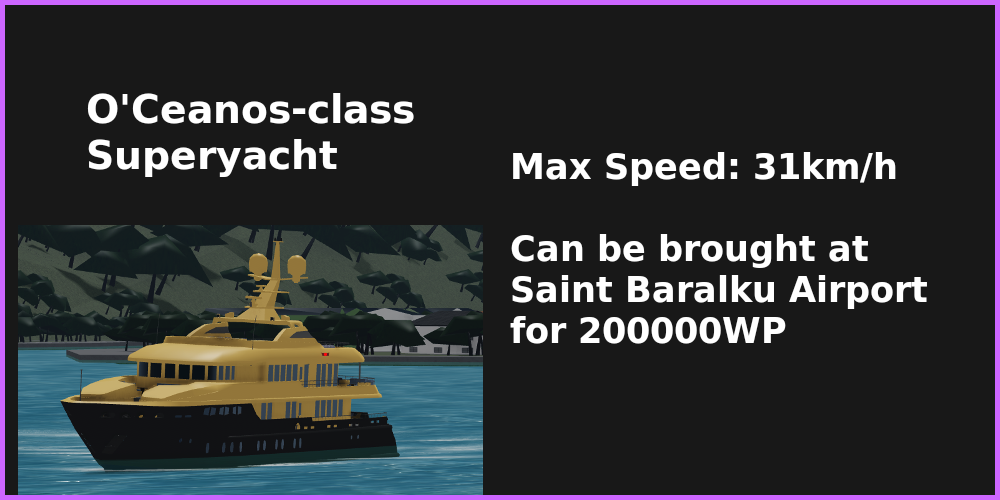 O'Ceanos-class
Superyacht
Max Speed: 31km/h
Can be brought at
Saint Baralku Airport
for 200000WP